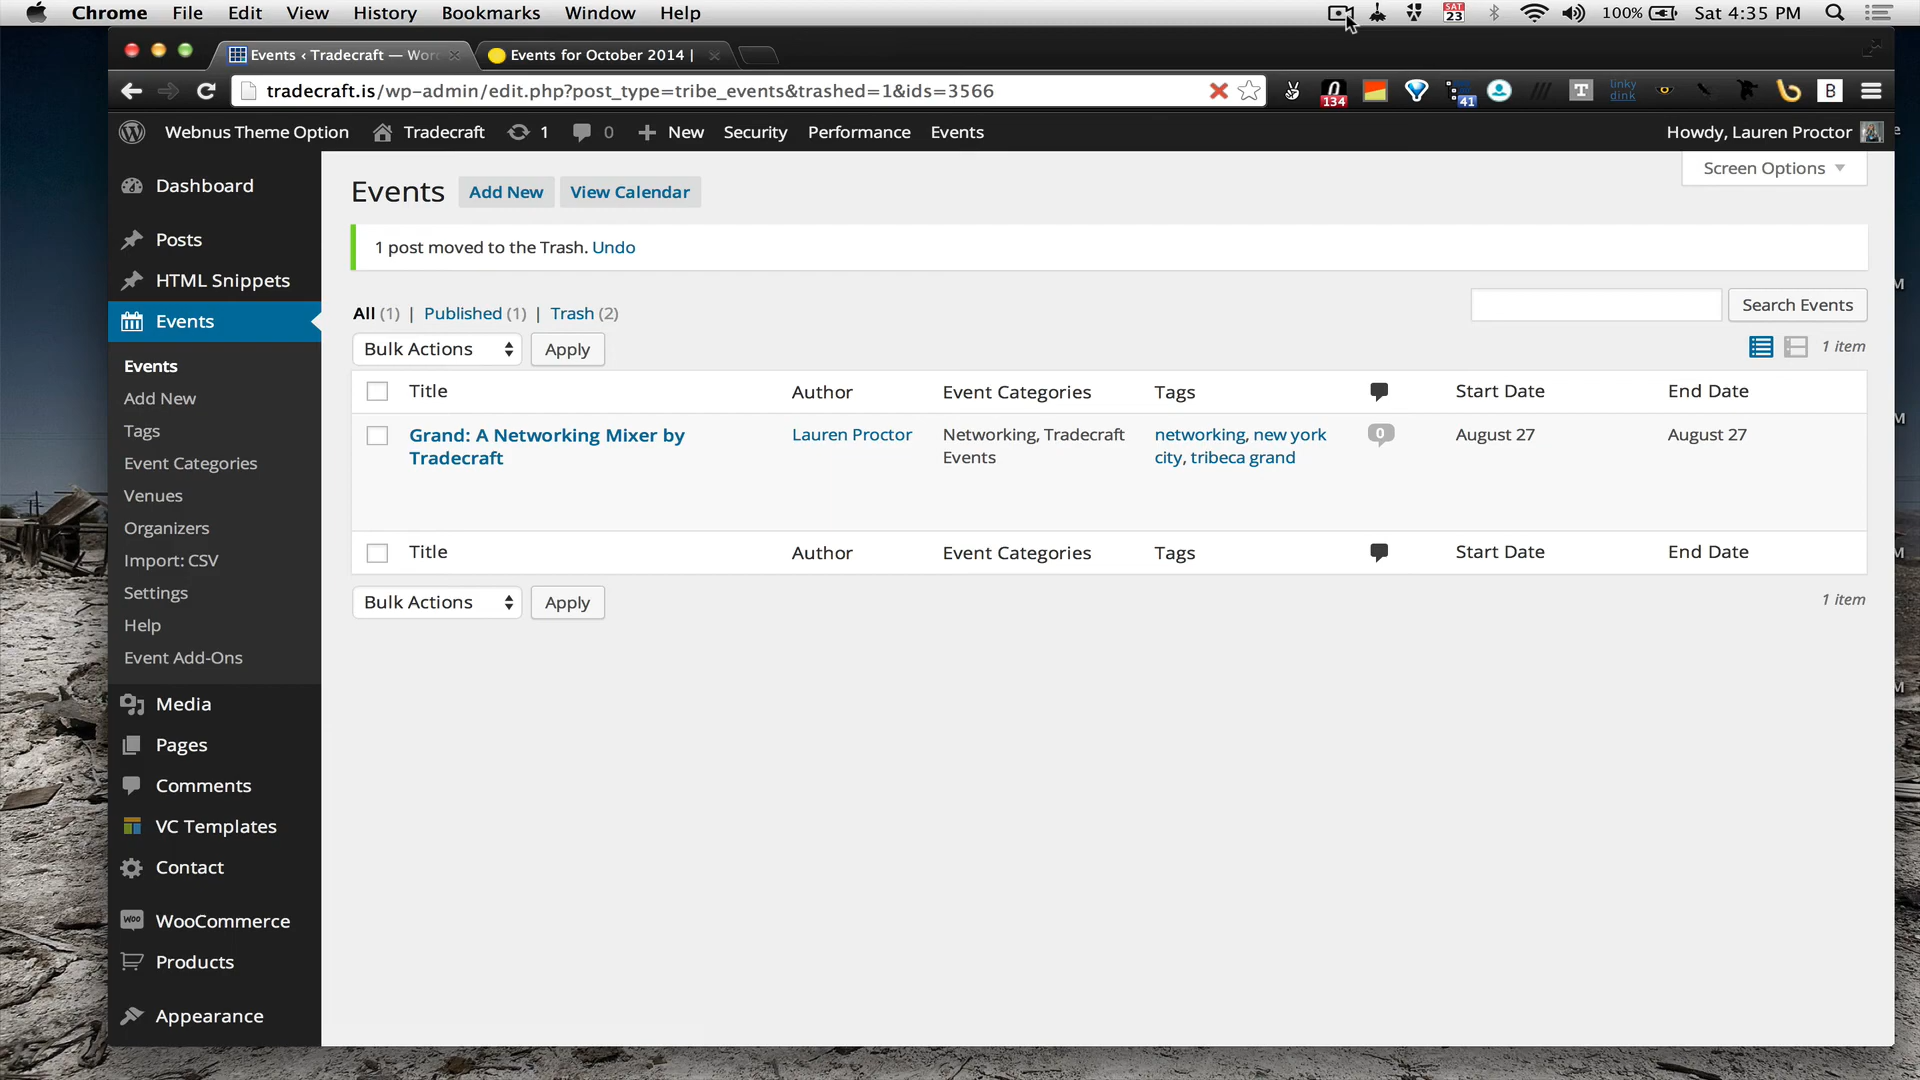 Chrome File Edit View History Bookmarks Window Help SAT 23 100% Sat 4:35 PM
Events ‹ Tradecraft — Wor Events for October 2014 |
tradecraft.is/wp-admin/edit.php?post_type=tribe_events&trashed=1&ids=3566 134 41 T linky dink B
Webnus Theme Option Tradecraft 1 0 New Security Performance Events Howdy, Lauren Proctor
Screen Options
Dashboard
Posts
HTML Snippets
Events
Events
Add New
Tags
Event Categories
Venues
Organizers
Import: CSV
Settings
Help
Event Add-Ons
Media
Pages
Comments
VC Templates
Contact
WOO WooCommerce
Products
Appearance
Events Add New View Calendar
1 post moved to the Trash. Undo
All (1) | Published (1) | Trash (2) Search Events
Bulk Actions Apply 1 item
Title Author Event Categories Tags Start Date End Date
Grand: A Networking Mixer by Lauren Proctor Networking, Tradecraft networking, new york 0 August 27 August 27
Tradecraft Events city, tribeca grand
Title Author Event Categories Tags Start Date End Date
Bulk Actions Apply 1 item